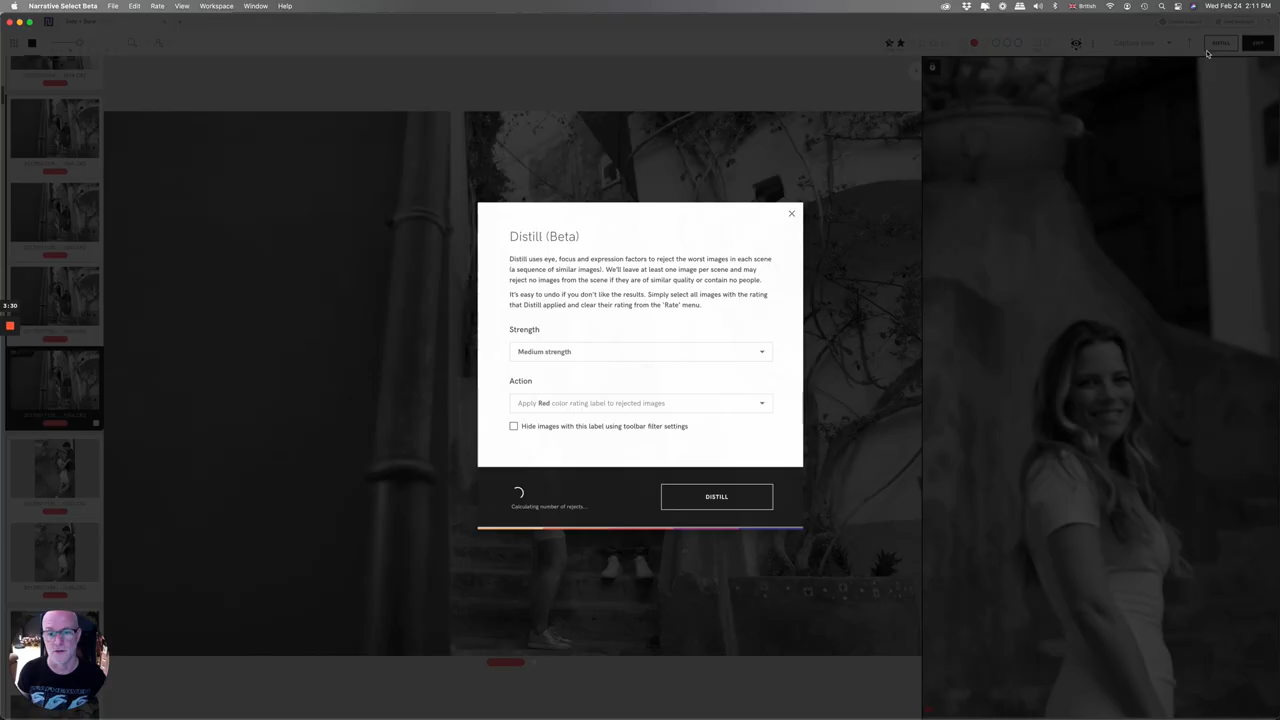 Narrative Select Beta File Edit Rate View Workspace Window Help
British Wed Feb 24 2:11 PM
Capture time
DISTILL
EDIT
3:30
Distill (Beta)
Distill uses eye, focus and expression factors to reject the worst images in each scene
(a sequence of similar images). We'll leave at least one image per scene and may
reject no images from the scene if they are of similar quality or contain no people.
It's easy to undo if you don't like the results. Simply select all images with the rating
that Distill applied and clear their rating from the 'Rate' menu.
Strength
Medium strength
Action
Apply Red color rating label to rejected images
Hide images with this label using toolbar filter settings
Calculating number of rejects...
DISTILL